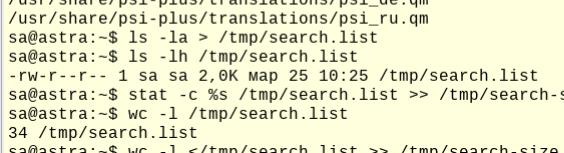 /usr/share/psi-plus/translations/psi_de.qm
/usr/share/psi-plus/translations/psi_ru.qm
sa@astra:~$ ls -la > /tmp/search.list
sa@astra:~$ ls -lh /tmp/search.list
-rw-r--r-- 1 sa sa 2,0K мар 25 10:25 /tmp/search.list
sa@astra:~$ stat -c %s /tmp/search.list >> /tmp/search-s
sa@astra:~$ wc -l /tmp/search.list
34 /tmp/search.list
sa@astra:~$ wc -l </tmp/search.list >> /tmp/search-size